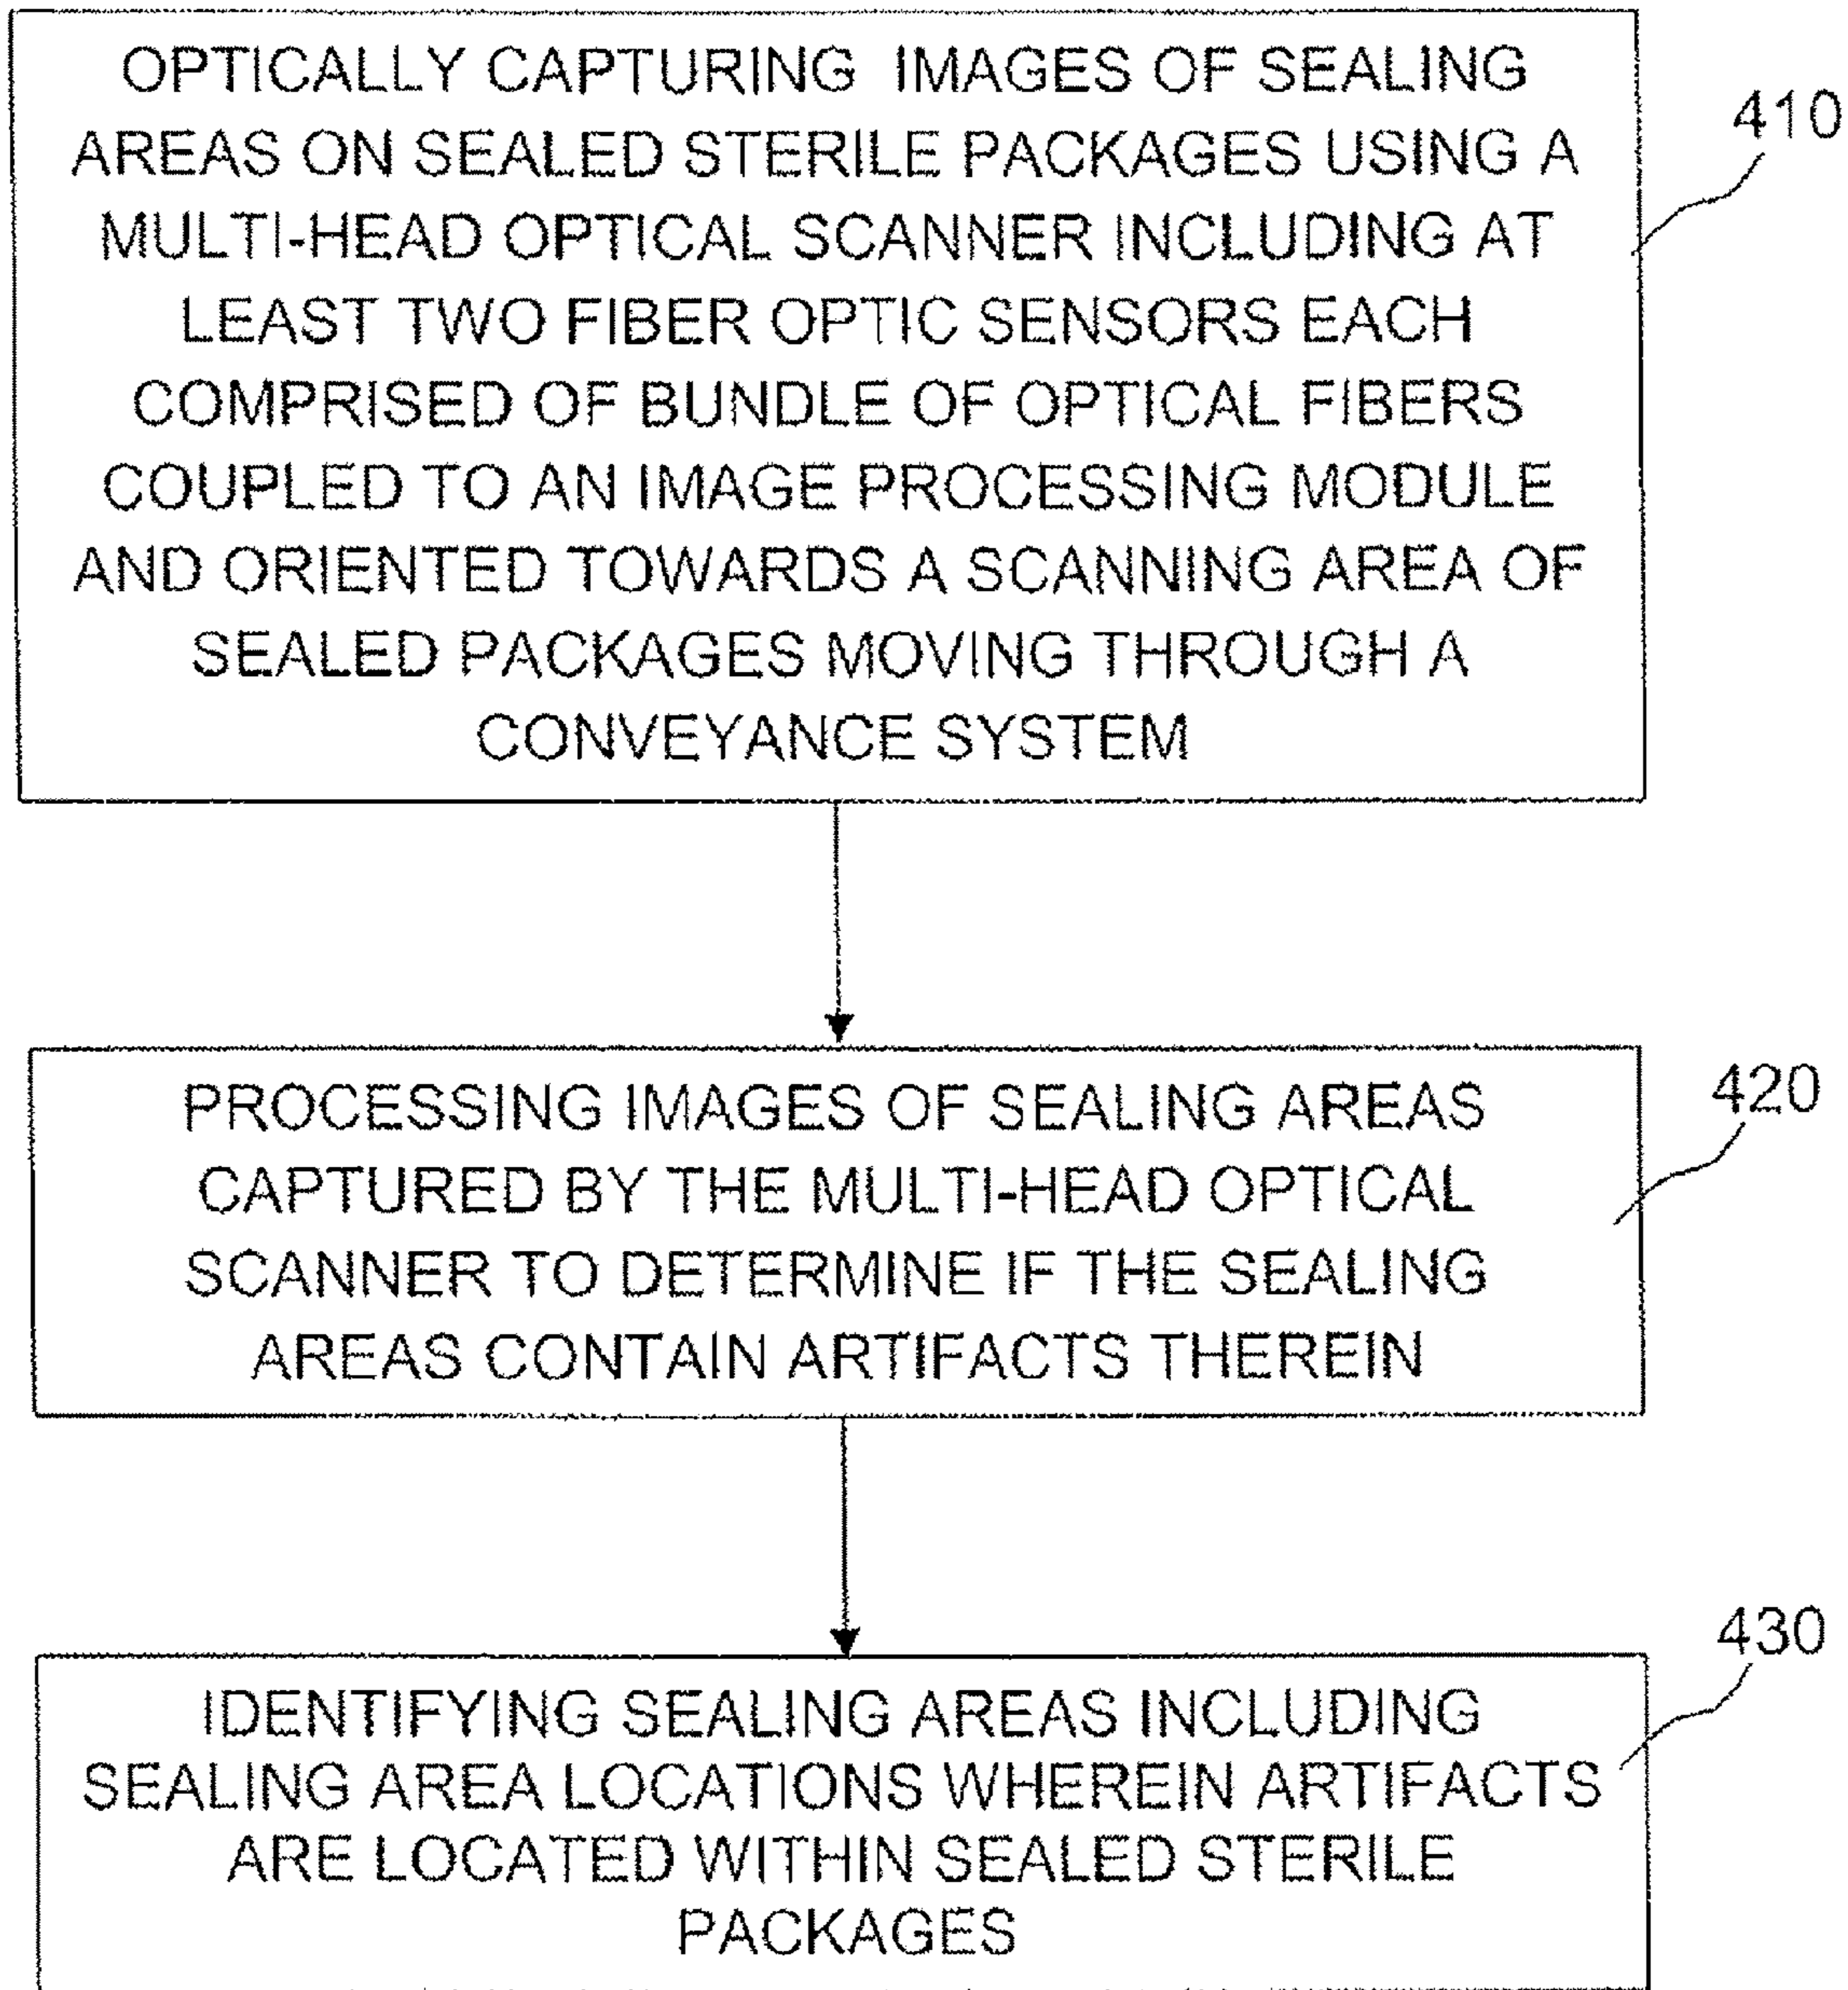 OPTICALLY CAPTURING IMAGES OF SEALING
AREAS ON SEALED STERILE PACKAGES USING A
MULTI-HEAD OPTICAL SCANNER INCLUDING AT
LEAST TWO FIBER OPTIC SENSORS EACH
COMPRISED OF BUNDLE OF OPTICAL FIBERS
COUPLED TO AN IMAGE PROCESSING MODULE
AND ORIENTED TOWARDS A SCANNING AREA OF
SEALED PACKAGES MOVING THROUGH A
CONVEYANCE SYSTEM
410
PROCESSING IMAGES OF SEALING AREAS
CAPTURED BY THE MULTI-HEAD OPTICAL
SCANNER TO DETERMINE IF THE SEALING
AREAS CONTAIN ARTIFACTS THEREIN
420
IDENTIFYING SEALING AREAS INCLUDING
SEALING AREA LOCATIONS WHEREIN ARTIFACTS
ARE LOCATED WITHIN SEALED STERILE
PACKAGES
430